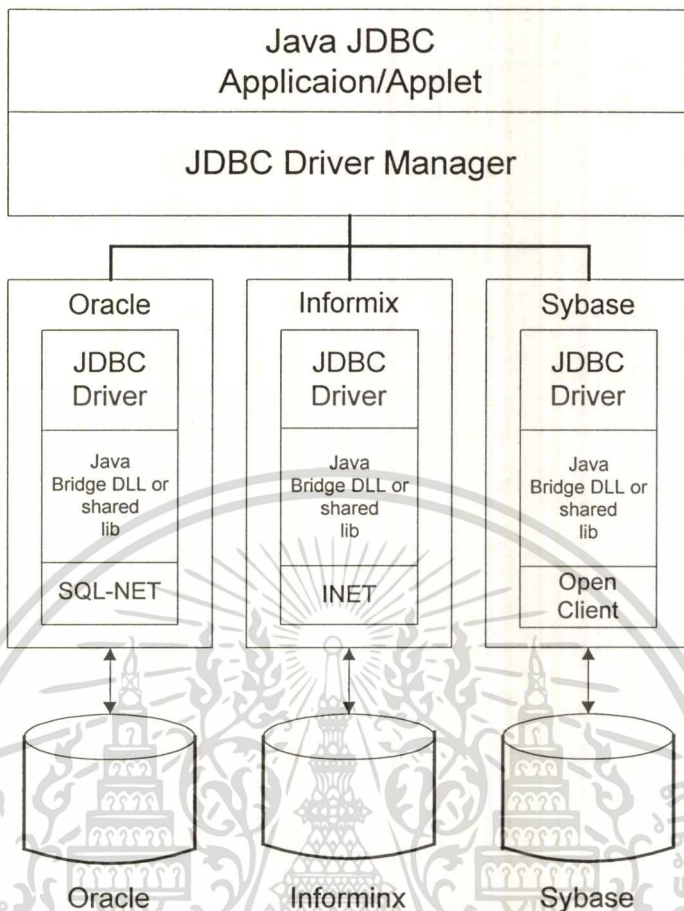 Java JDBC
Applicaion/Applet
JDBC Driver Manager
Oracle
JDBC
Driver
Java
Bridge DLL or
shared
lib
SQL-NET
Informix
JDBC
Driver
Java
Bridge DLL or
shared
lib
INET
Sybase
JDBC
Driver
Java
Bridge DLL or
shared
lib
Open
Client
Oracle
Informinx
Sybase